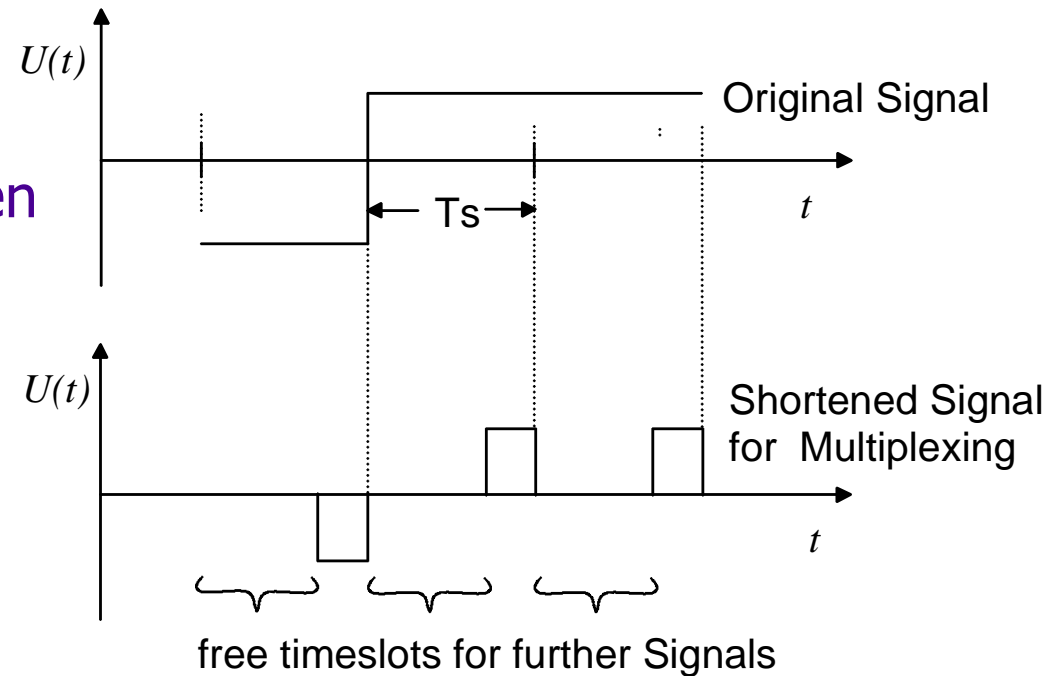 U(t)
Original Signal
en
Ts
t
U(t)
Shortened Signal
for Multiplexing
t
free timeslots for further Signals